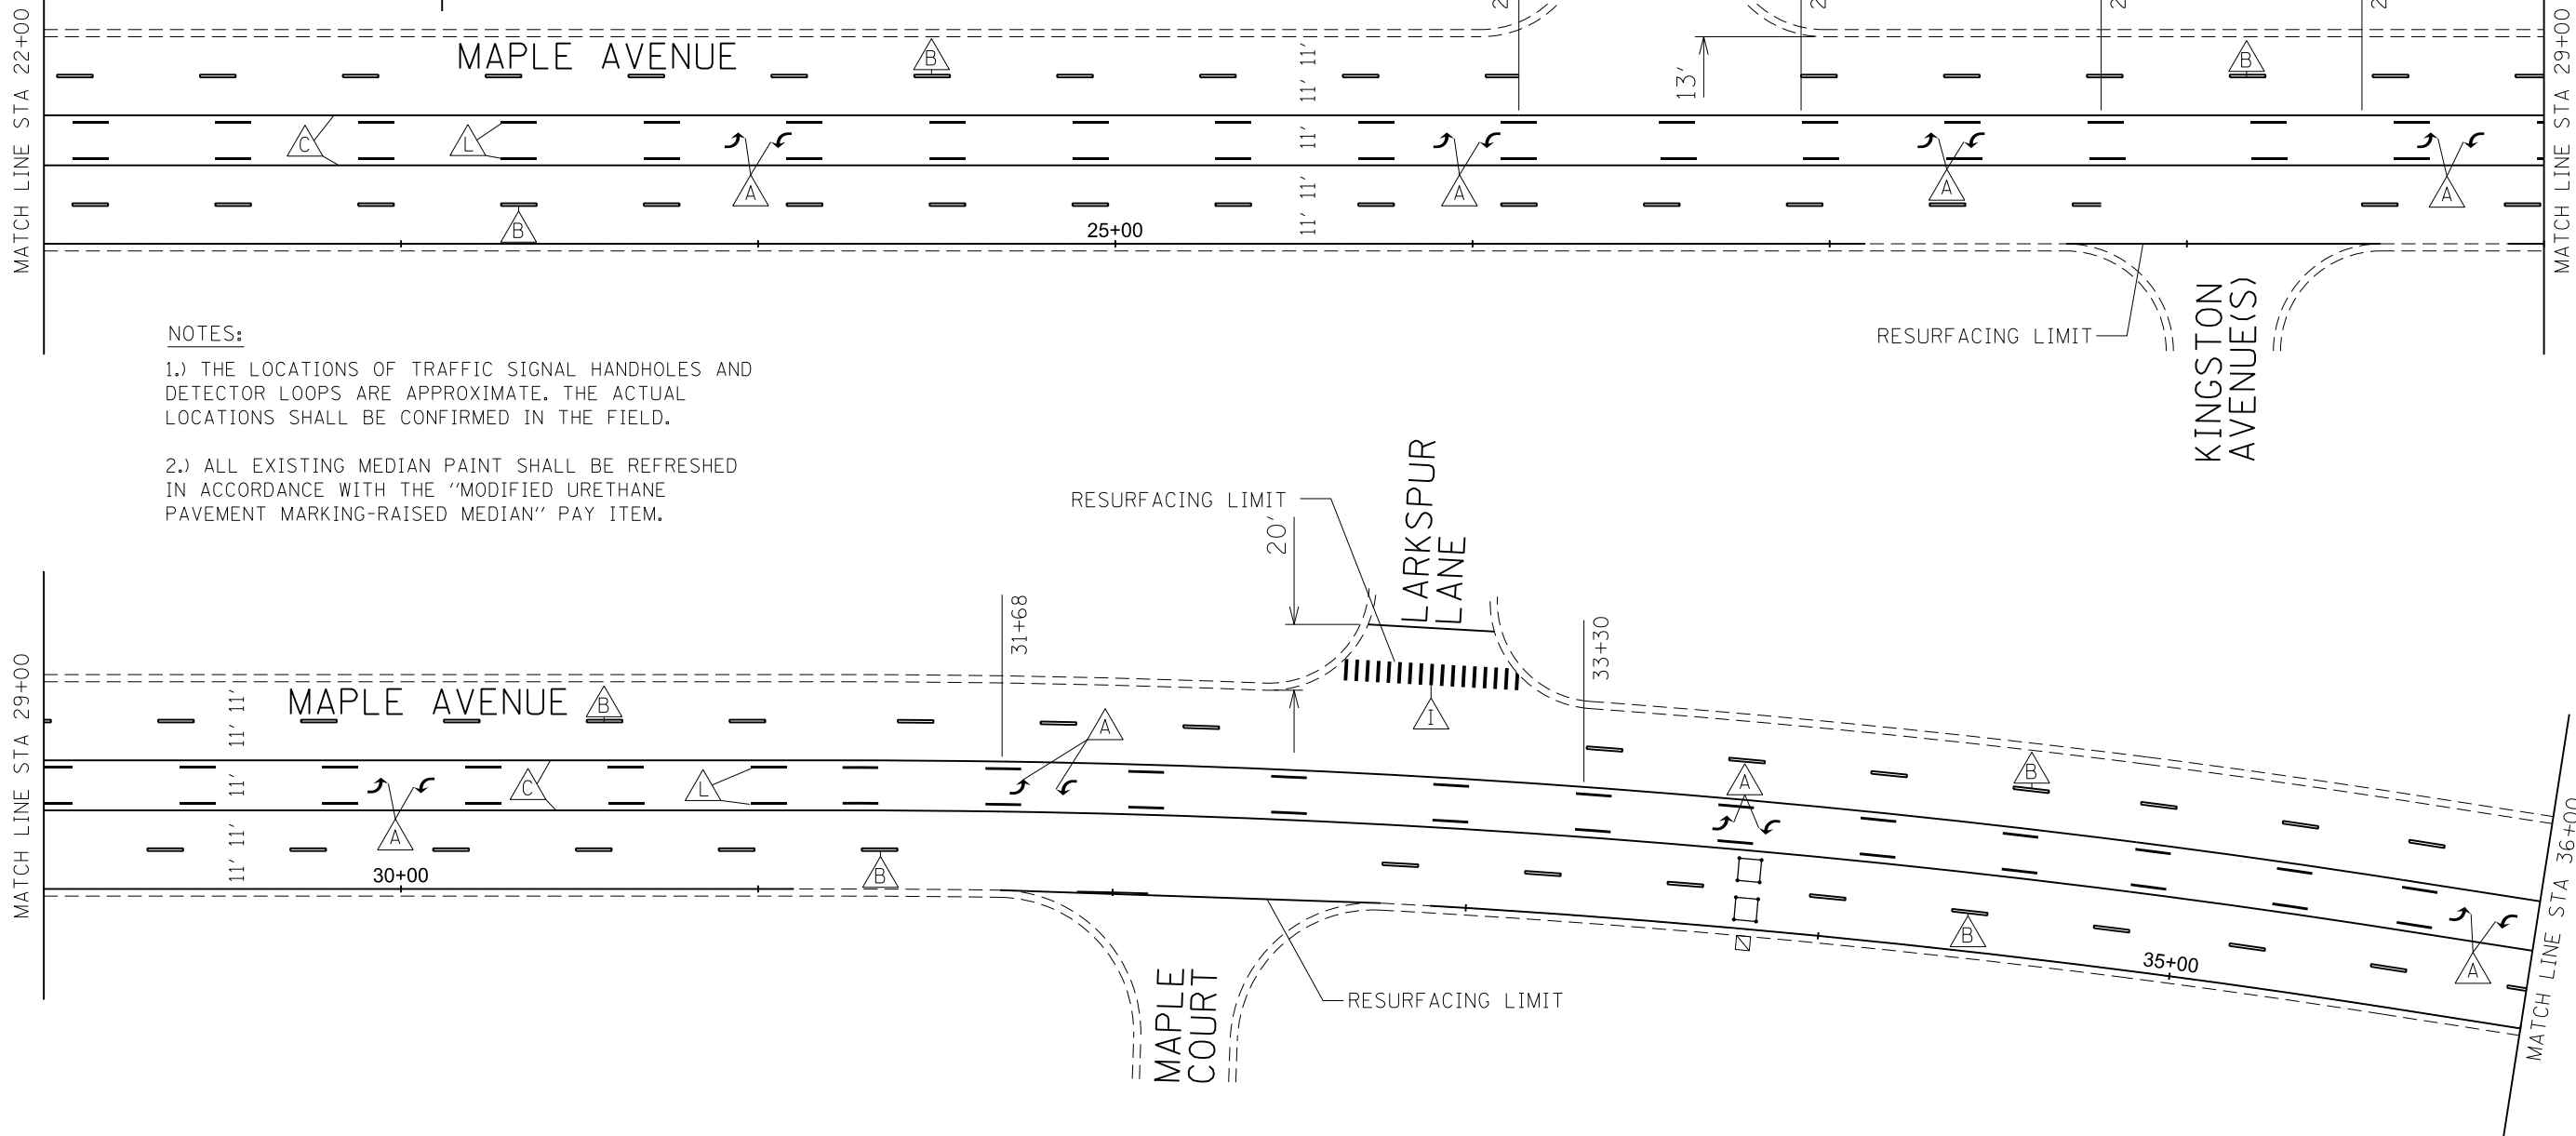 MATCH LINE STA 22+00
MAPLE AVENUE
B
11' 11'
13'
B
MATCH LINE STA 29+00
C
L
A
11'
A
A
A
B
25+00
11' 11'
RESURFACING LIMIT
KINGSTON
AVENUE(S)
NOTES:
1.) THE LOCATIONS OF TRAFFIC SIGNAL HANDHOLES AND
DETECTOR LOOPS ARE APPROXIMATE. THE ACTUAL
LOCATIONS SHALL BE CONFIRMED IN THE FIELD.
2.) ALL EXISTING MEDIAN PAINT SHALL BE REFRESHED
IN ACCORDANCE WITH THE "MODIFIED URETHANE
PAVEMENT MARKING-RAISED MEDIAN" PAY ITEM.
RESURFACING LIMIT
20'
LARKSPUR
LANE
31+68
33+30
MATCH LINE STA 29+00
11' 11'
MAPLE AVENUE
B
A
I
A
B
11'
A
C
L
11' 11'
30+00
B
B
35+00
A
MATCH LINE STA 36+00
MAPLE
COURT
RESURFACING LIMIT